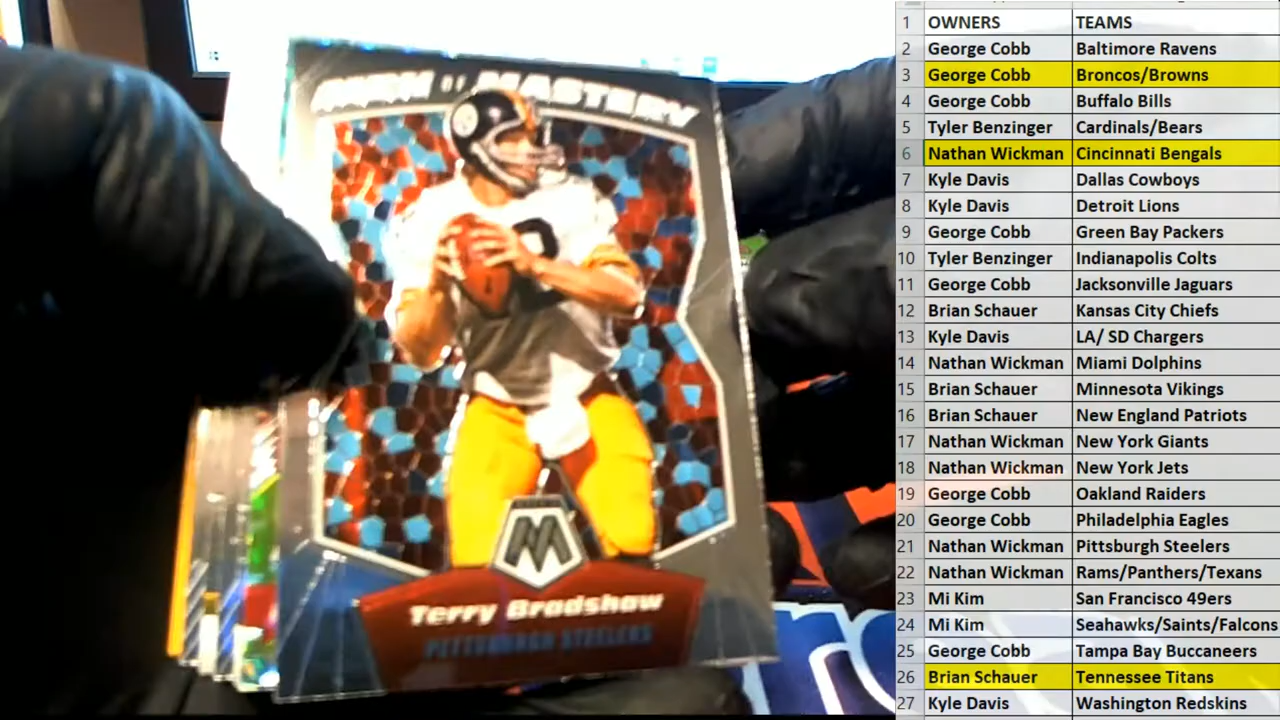 MEN OF MASTERY
M
Terry Bradshaw
PITTSBURGH STEELERS
1 OWNERS TEAMS
2 George Cobb Baltimore Ravens
3 George Cobb Broncos/Browns
4 George Cobb Buffalo Bills
5 Tyler Benzinger Cardinals/Bears
6 Nathan Wickman Cincinnati Bengals
7 Kyle Davis Dallas Cowboys
8 Kyle Davis Detroit Lions
9 George Cobb Green Bay Packers
10 Tyler Benzinger Indianapolis Colts
11 George Cobb Jacksonville Jaguars
12 Brian Schauer Kansas City Chiefs
13 Kyle Davis LA/ SD Chargers
14 Nathan Wickman Miami Dolphins
15 Brian Schauer Minnesota Vikings
16 Brian Schauer New England Patriots
17 Nathan Wickman New York Giants
18 Nathan Wickman New York Jets
19 George Cobb Oakland Raiders
20 George Cobb Philadelphia Eagles
21 Nathan Wickman Pittsburgh Steelers
22 Nathan Wickman Rams/Panthers/Texans
23 Mi Kim San Francisco 49ers
24 Mi Kim Seahawks/Saints/Falcons
25 George Cobb Tampa Bay Buccaneers
26 Brian Schauer Tennessee Titans
27 Kyle Davis Washington Redskins